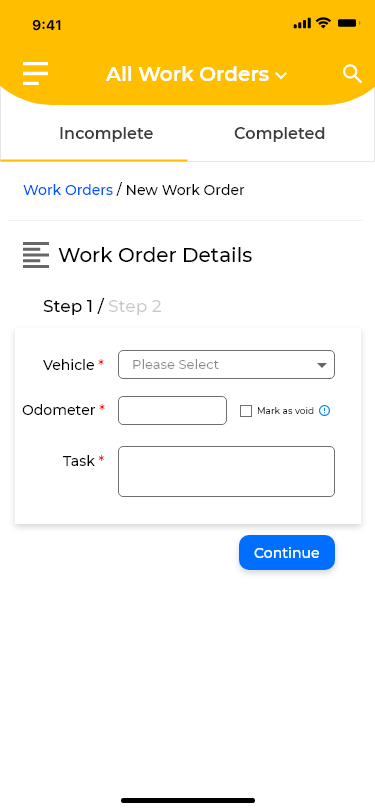 9:41
All Work Orders
Incomplete Completed
Work Orders / New Work Order
Work Order Details
Step 1 / Step 2
Vehicle * Please Select
Odometer * Mark as void
Task *
Continue